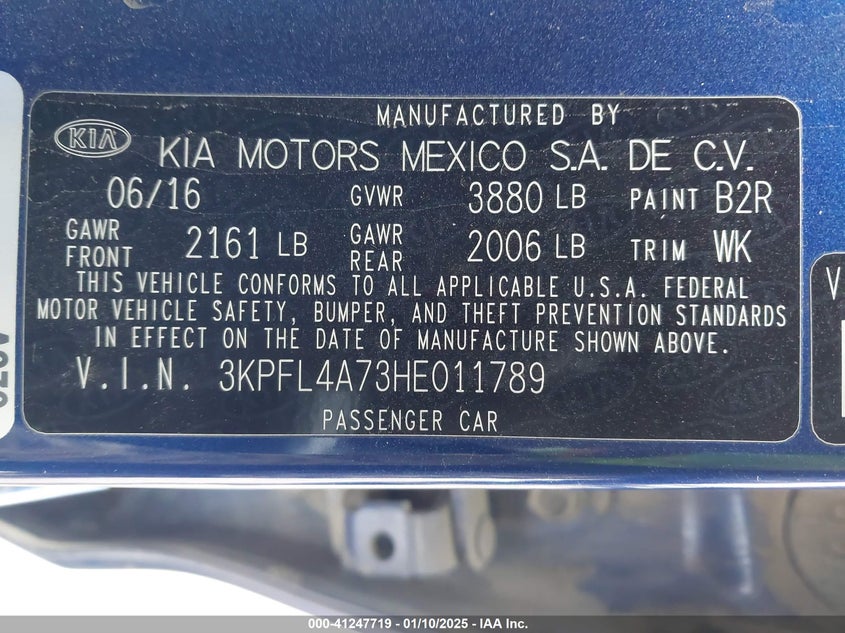 MANUFACTURED BY
KIA KIA MOTORS MEXICO S.A. DE C.V.
06/16 GVWR 3880 LB PAINT B2R
GAWR FRONT 2161 LB GAWR REAR 2006 LB TRIM WK
THIS VEHICLE CONFORMS TO ALL APPLICABLE U.S.A. FEDERAL
MOTOR VEHICLE SAFETY, BUMPER, AND THEFT PREVENTION STANDARDS
IN EFFECT ON THE DATE OF MANUFACTURE SHOWN ABOVE.
V.I.N. 3KPFL4A73HE011789
PASSENGER CAR
V
000-41247719 - 01/10/2025 - IAA Inc.